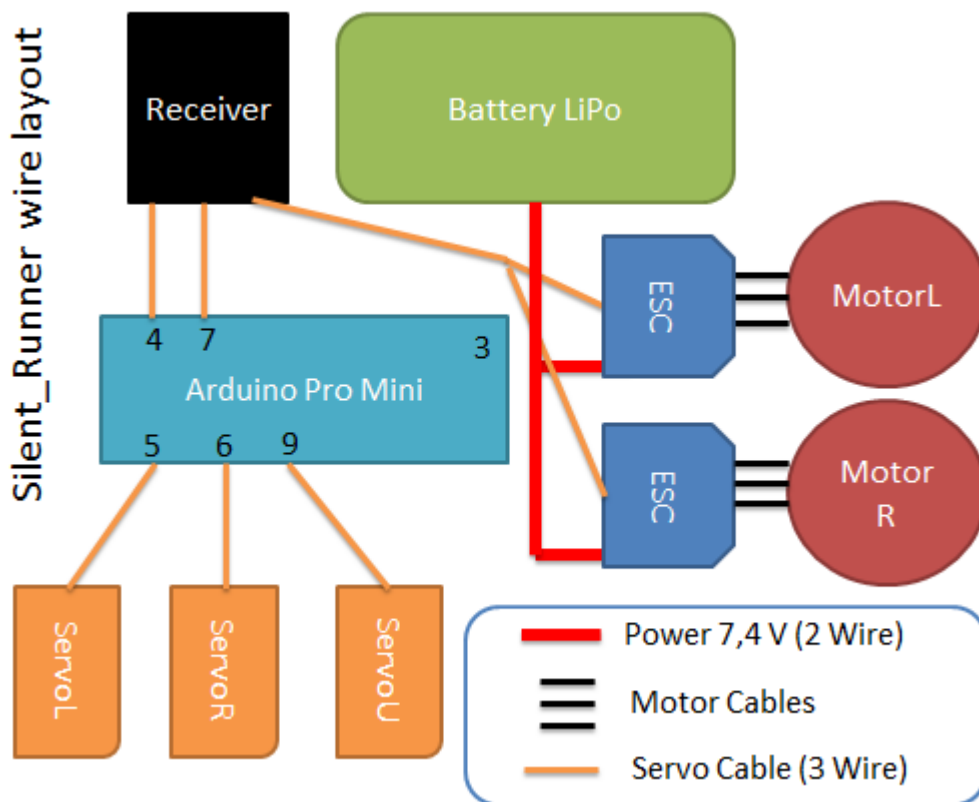 Silent_Runner wire layout
Receiver
Battery LiPo
ESC
MotorL
4 7 3
Arduino Pro Mini
5 6 9
ESC
Motor
R
ServoL
ServoR
ServoU
Power 7,4 V (2 Wire)
Motor Cables
Servo Cable (3 Wire)